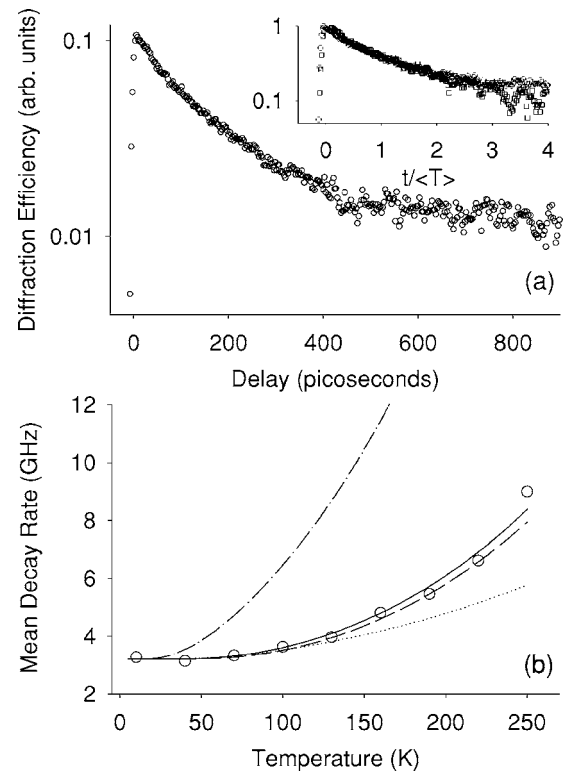 Diffraction Efficiency (arb. units)
0.1
0.01
1
0.1
0 1 2 3 4
t/<T>
(a)
0 200 400 600 800
Delay (picoseconds)
Mean Decay Rate (GHz)
12
10
8
6
4
2
(b)
0 50 100 150 200 250
Temperature (K)